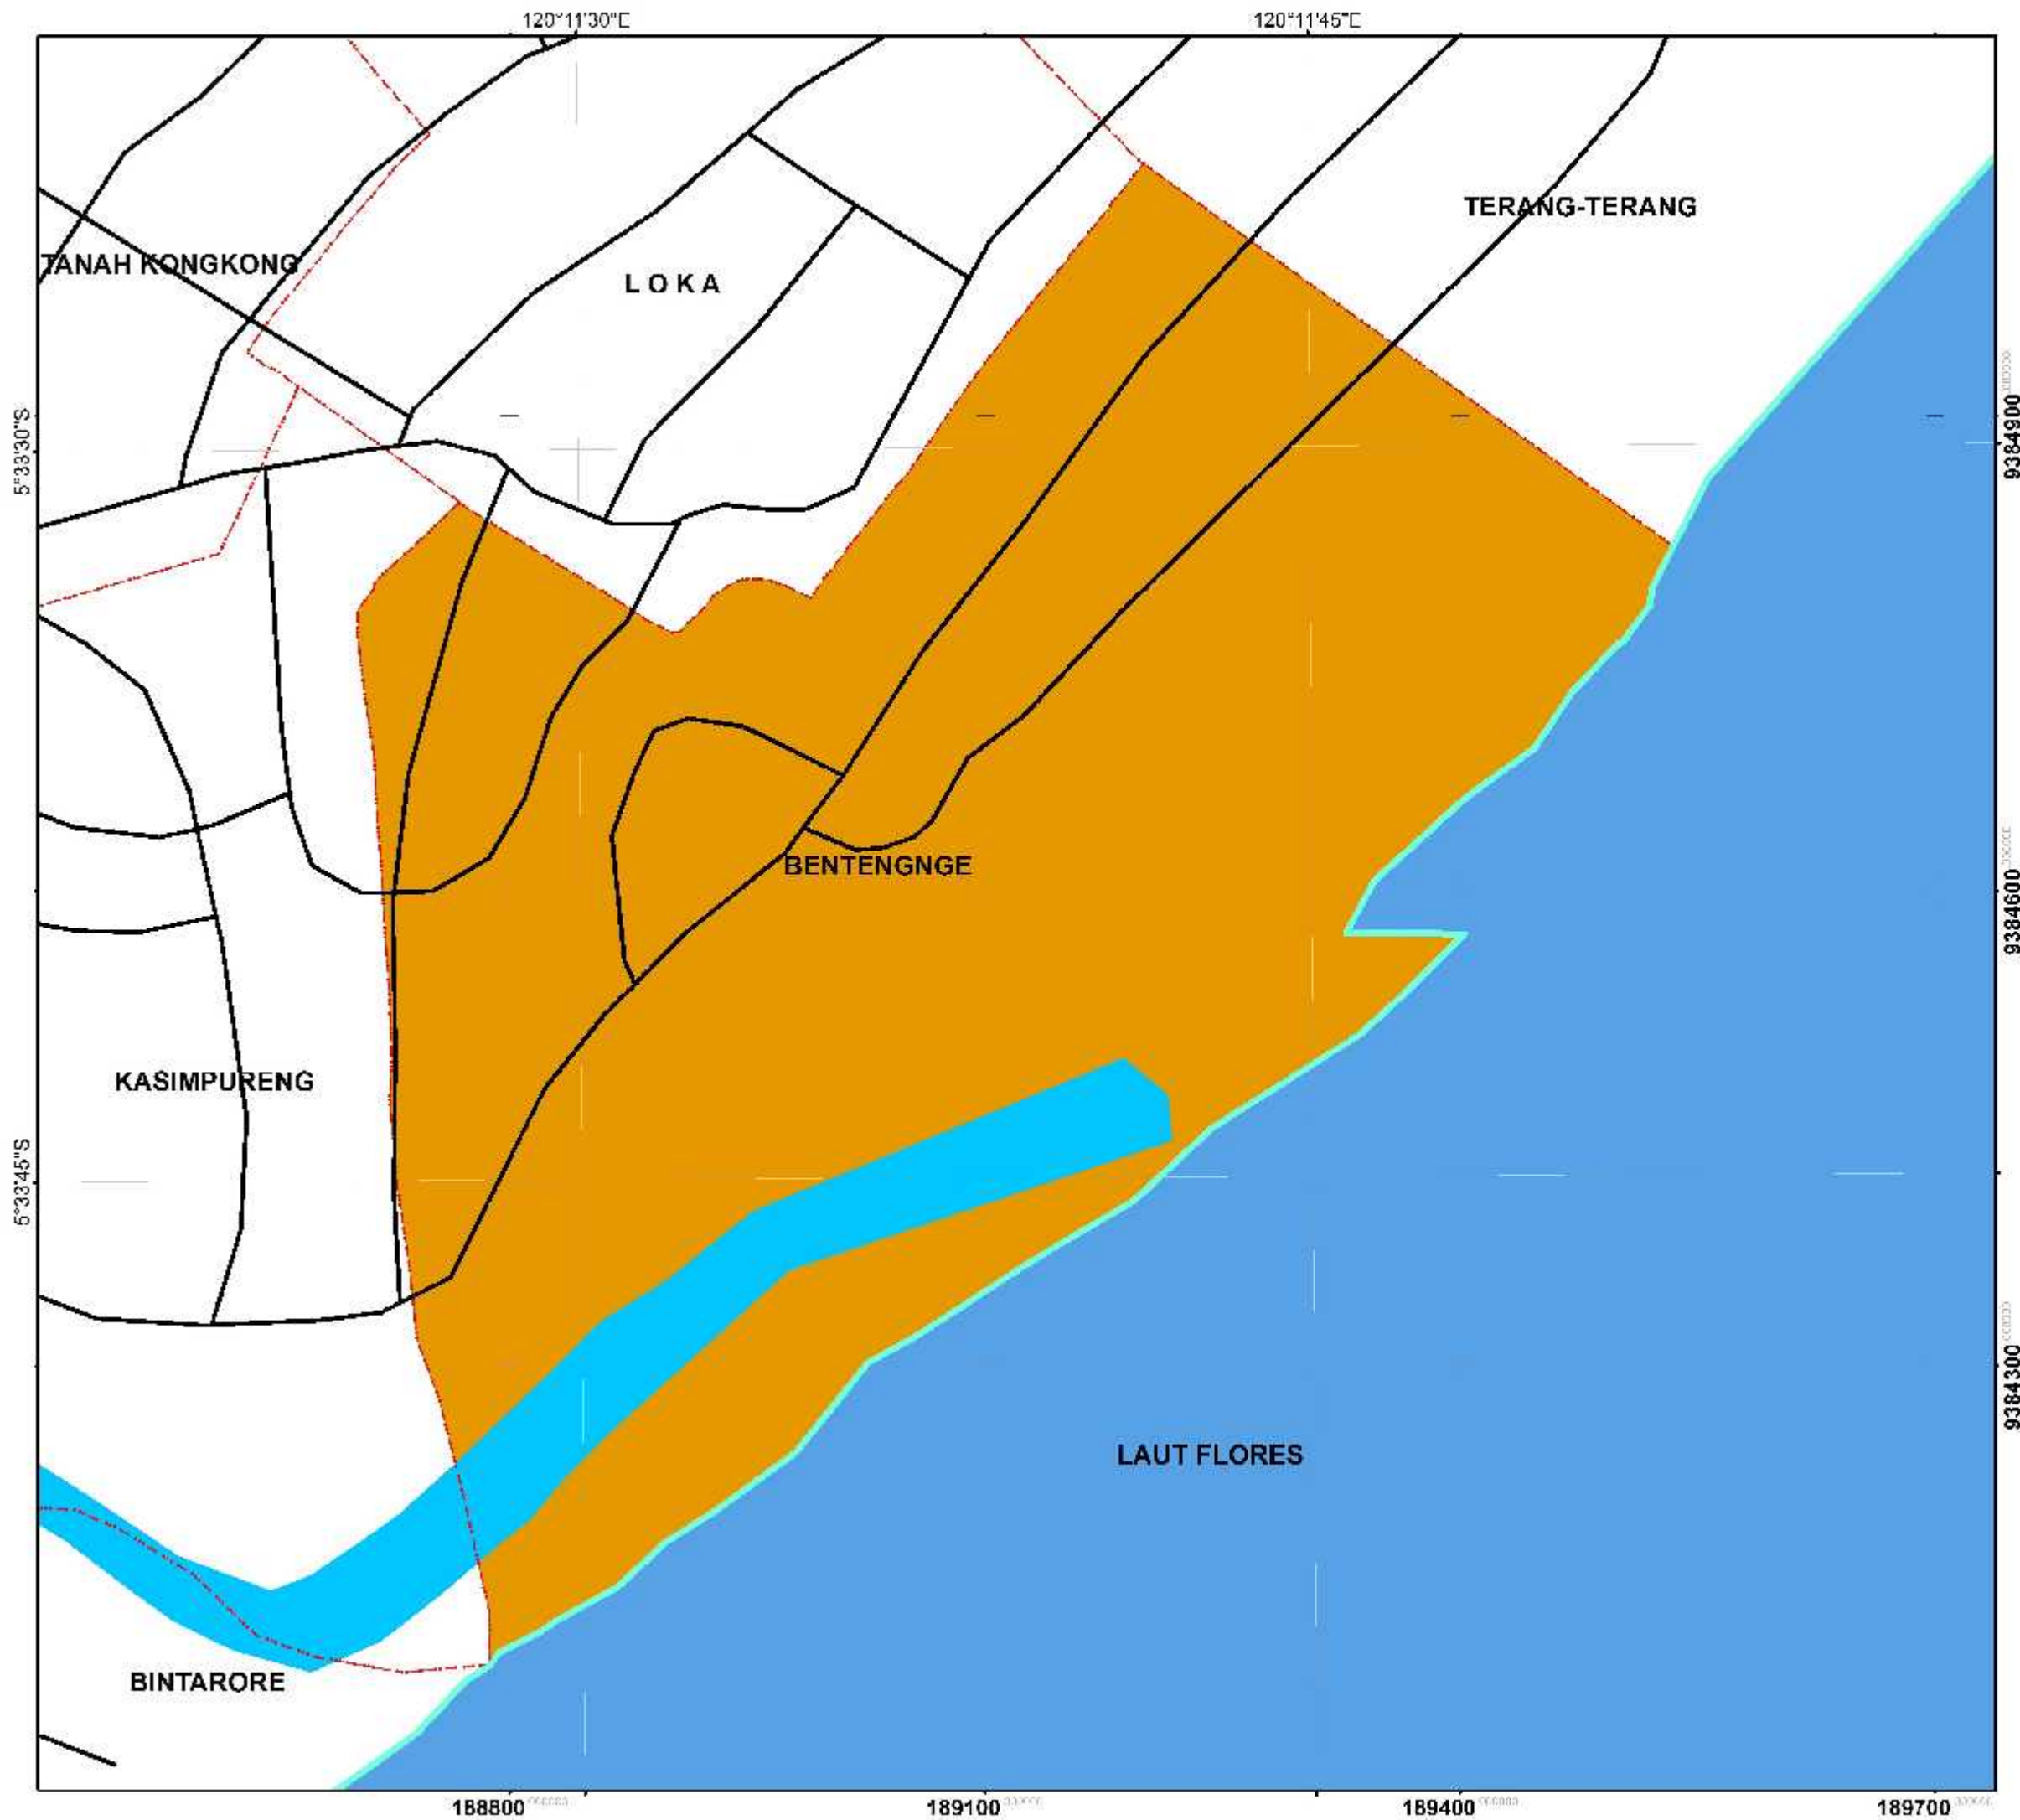 120°11'30"E
120°11'45"E
TERANG-TERANG
TANAH KONGKONG
LOKA
5°33'30"S
9384900
BENTENGNGE
9384600
KASIMPURENG
5°33'45"S
9384300
LAUT FLORES
BINTARORE
188800
189100
189400
189700